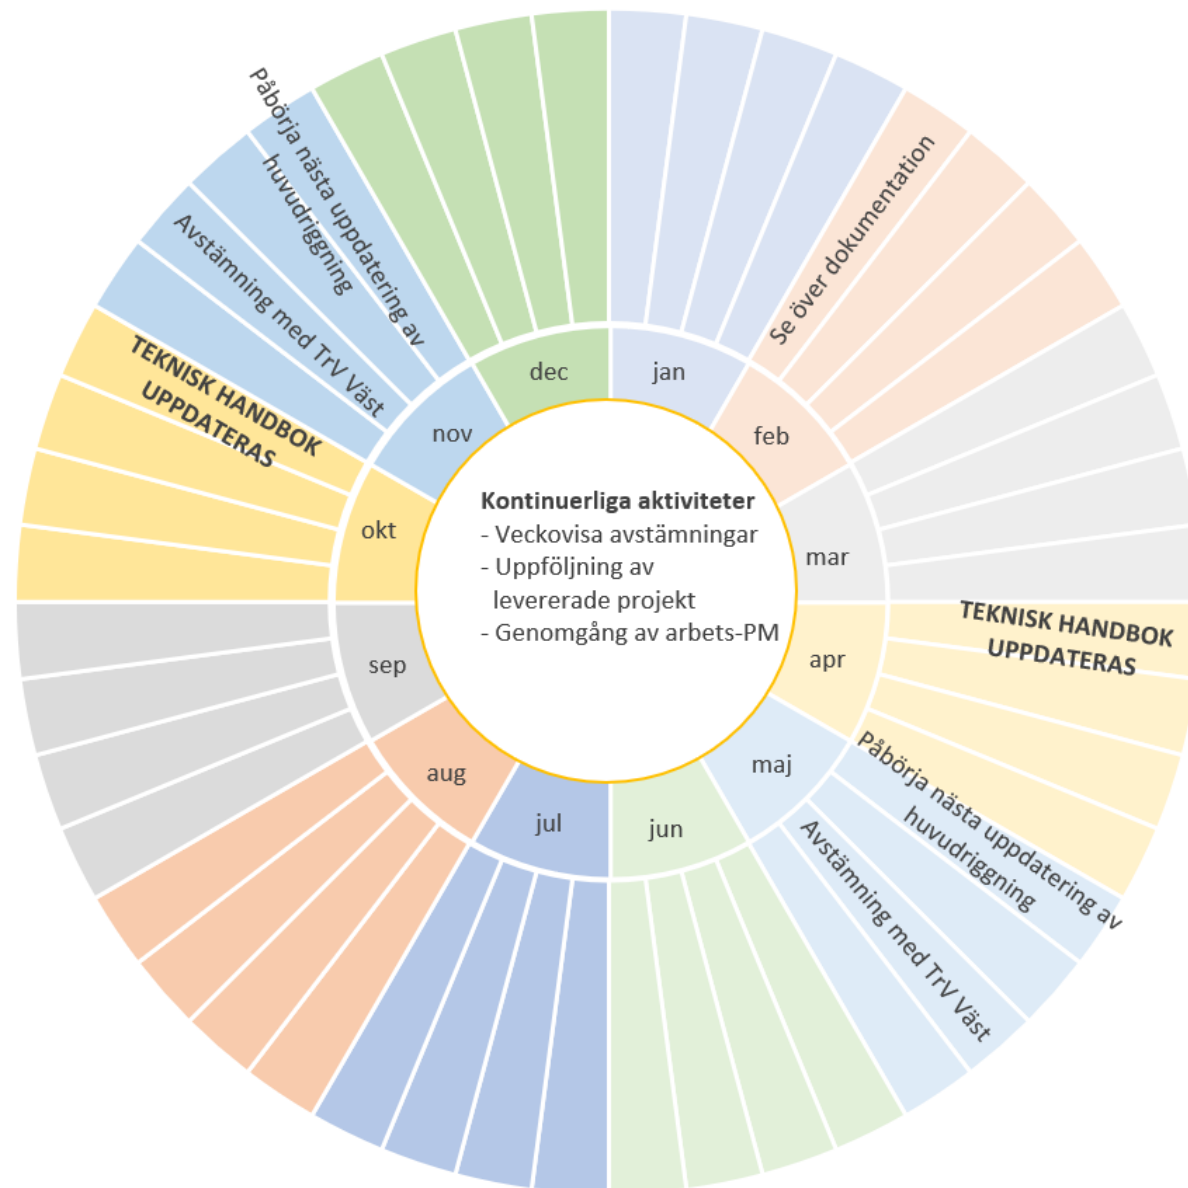 Kontinuerliga aktiviteter
- Veckovisa avstämningar
- Uppföljning av
levererade projekt
- Genomgång av arbets-PM
jan
feb
mar
apr
maj
jun
jul
aug
sep
okt
nov
dec
Se över dokumentation
TEKNISK HANDBOK
UPPDATERAS
Påbörja nästa uppdatering av
huvudriggning
Avstämning med TrV Väst
TEKNISK HANDBOK
UPPDATERAS
Avstämning med TrV Väst
Påbörja nästa uppdatering av
huvudriggning